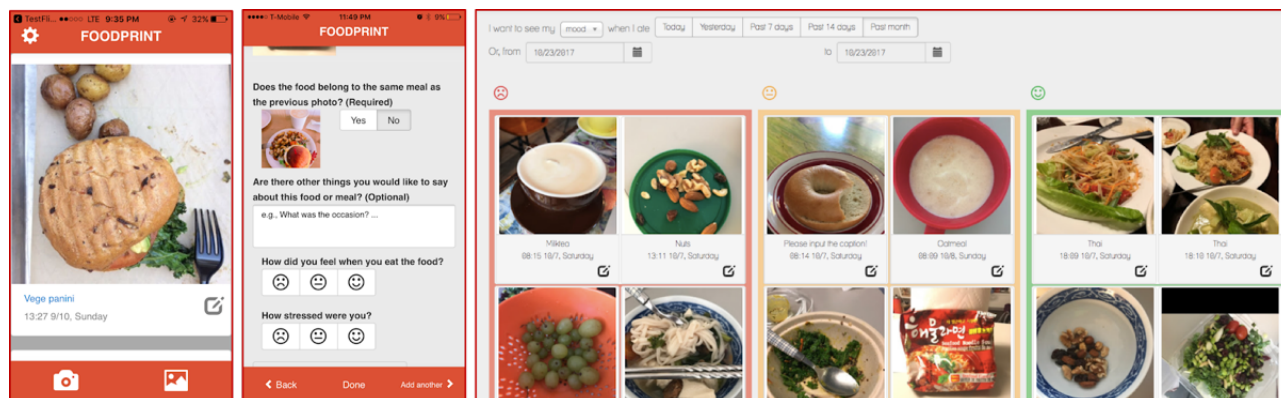 TestFli... LTE 9:35 PM 32%
FOODPRINT
Vege panini
13:27 9/10, Sunday
T-Mobile 11:49 PM 9%
FOODPRINT
Does the food belong to the same meal as
the previous photo? (Required)
Yes No
Are there other things you would like to say
about this food or meal? (Optional)
e.g., What was the occasion? ...
How did you feel when you eat the food?
How stressed were you?
Back Done Add another
I want to see my mood when I ate Today Yesterday Past 7 days Past 14 days Past month
Or, from 10/23/2017 to 10/23/2017
Milktea
08:15 10/7, Saturday
Nuts
13:11 10/7, Saturday
Please input the caption!
08:14 10/7, Saturday
Oatmeal
08:09 10/8, Sunday
Thai
18:09 10/7, Saturday
Thai
18:10 10/7, Saturday
해물라면